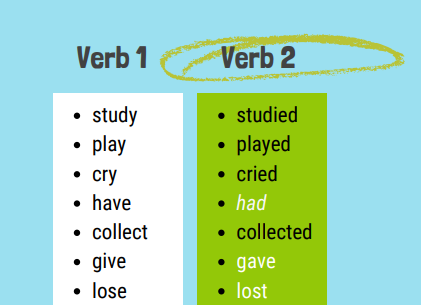 Verb 1
Verb 2
• study
• play
• cry
• have
• collect
• give
• lose
• studied
• played
• cried
• had
• collected
• gave
• lost